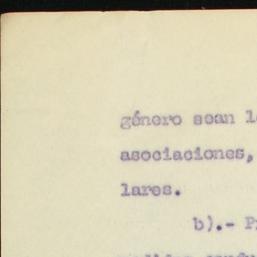 género sean l
asociaciones,
lares.
b).- P